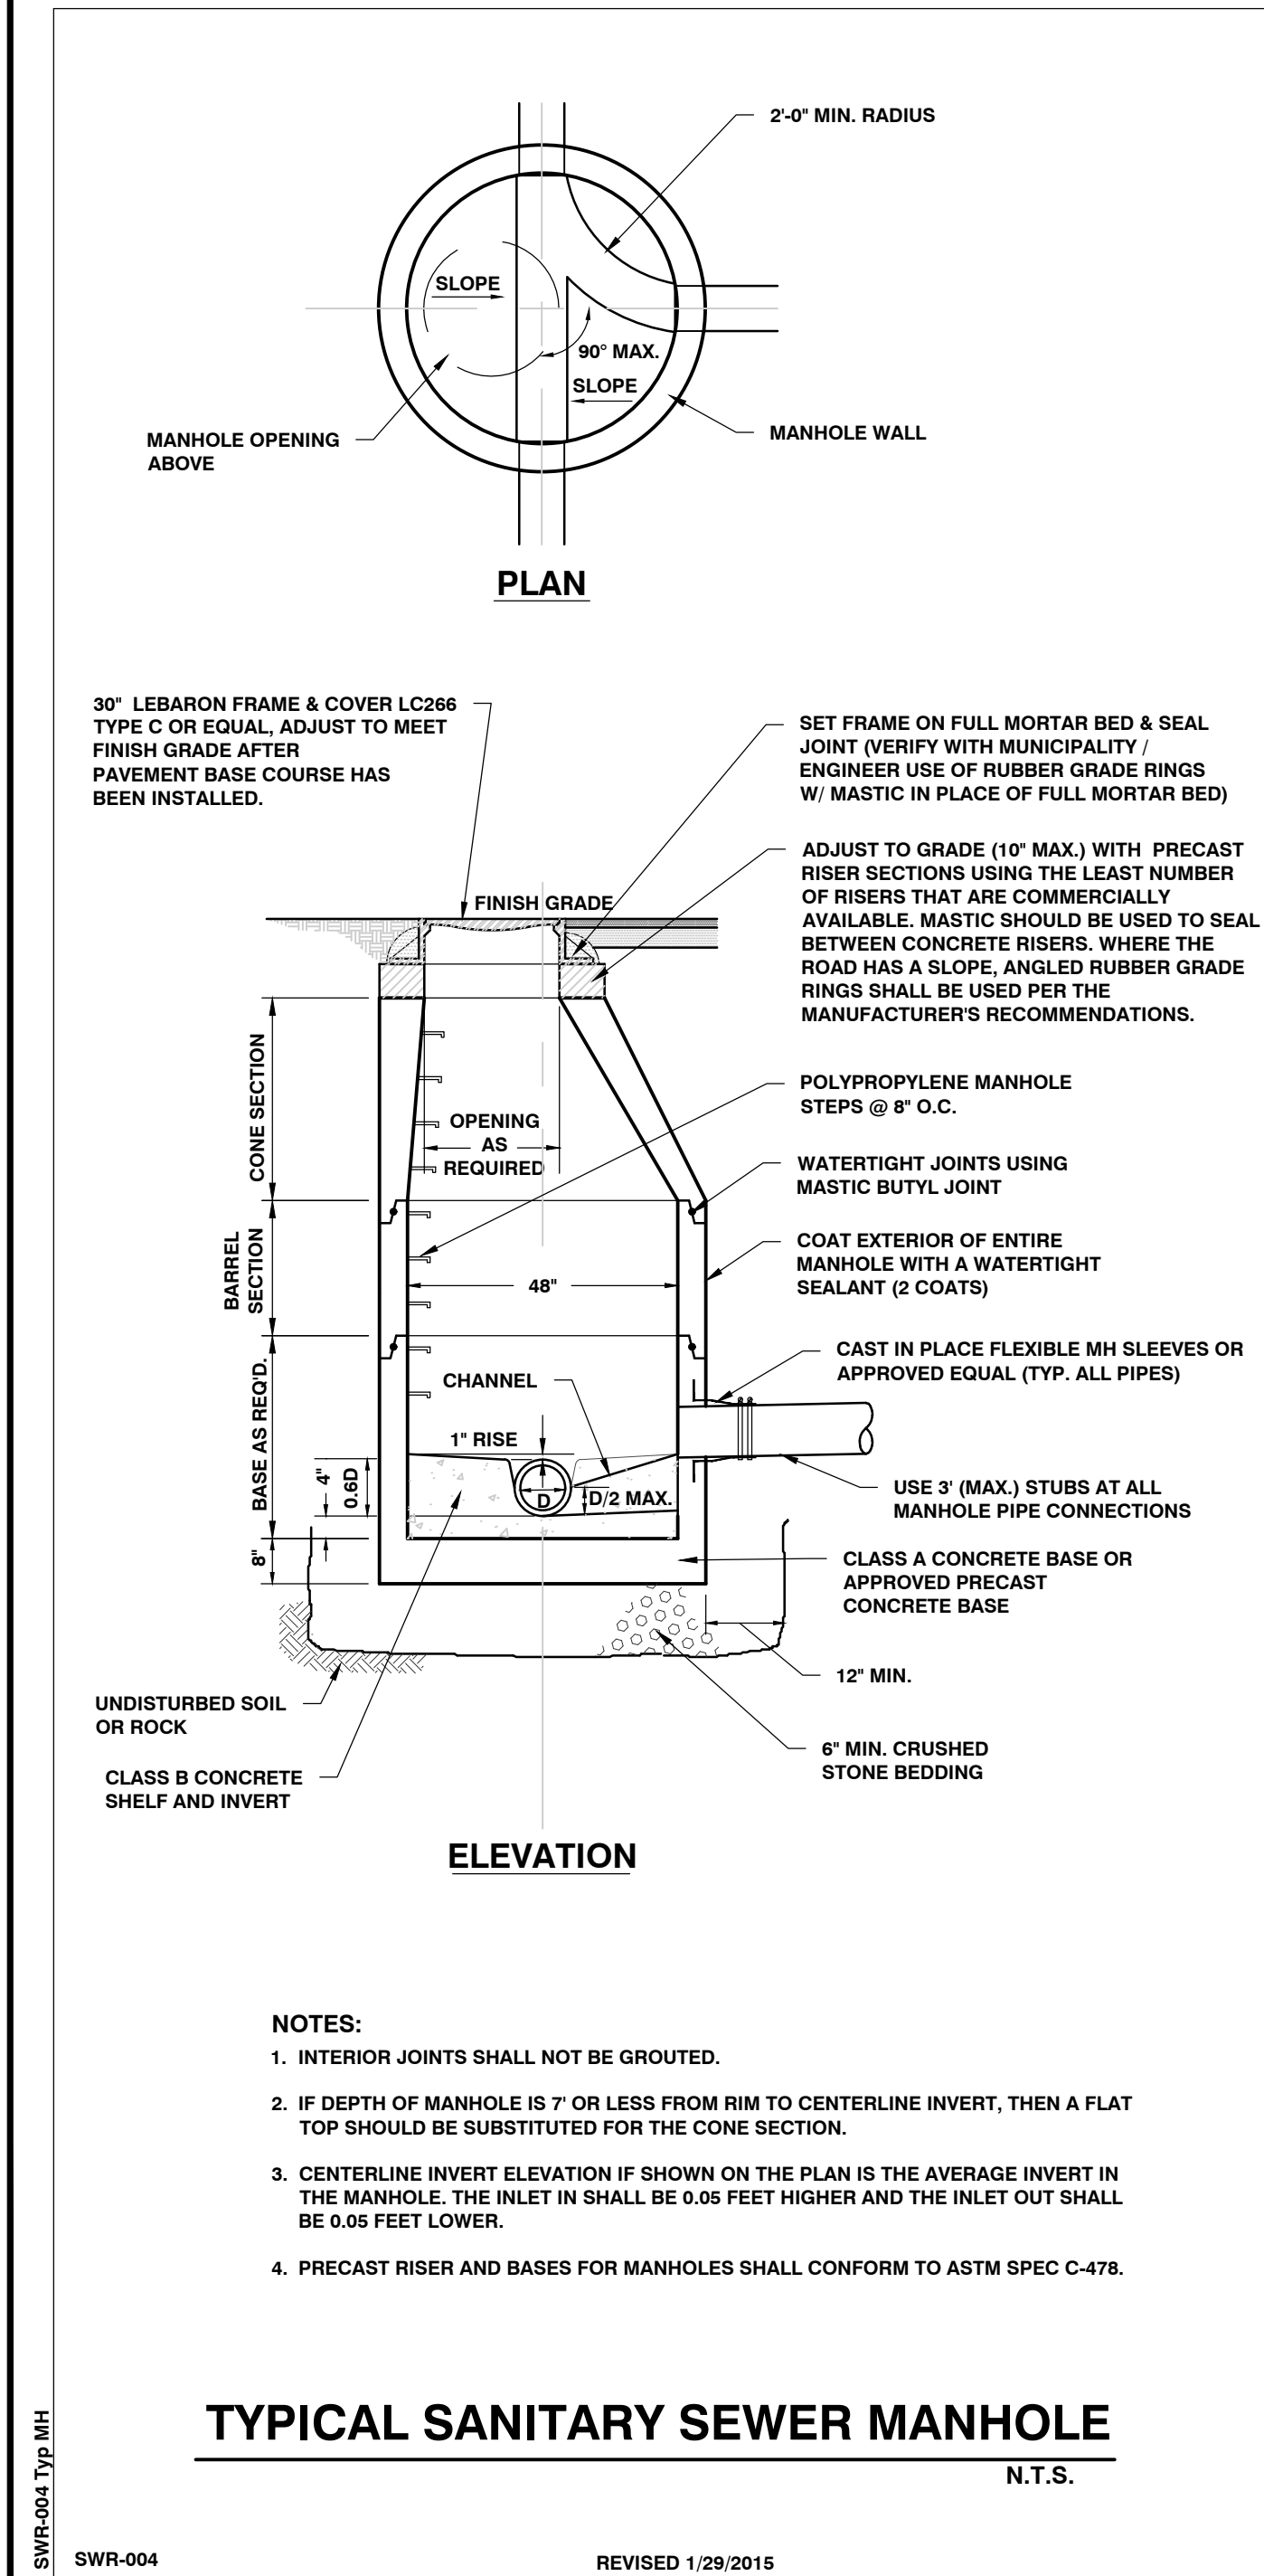 2'-0" MIN. RADIUS
SLOPE
90° MAX.
SLOPE
MANHOLE OPENING
ABOVE
MANHOLE WALL
PLAN
30" LEBARON FRAME & COVER LC266
TYPE C OR EQUAL, ADJUST TO MEET
FINISH GRADE AFTER
PAVEMENT BASE COURSE HAS
BEEN INSTALLED.
SET FRAME ON FULL MORTAR BED & SEAL
JOINT (VERIFY WITH MUNICIPALITY /
ENGINEER USE OF RUBBER GRADE RINGS
W/ MASTIC IN PLACE OF FULL MORTAR BED)
ADJUST TO GRADE (10" MAX.) WITH PRECAST
RISER SECTIONS USING THE LEAST NUMBER
OF RISERS THAT ARE COMMERCIALLY
AVAILABLE. MASTIC SHOULD BE USED TO SEAL
BETWEEN CONCRETE RISERS. WHERE THE
ROAD HAS A SLOPE, ANGLED RUBBER GRADE
RINGS SHALL BE USED PER THE
MANUFACTURER'S RECOMMENDATIONS.
FINISH GRADE
CONE SECTION
OPENING
AS
REQUIRED
POLYPROPYLENE MANHOLE
STEPS @ 8" O.C.
WATERTIGHT JOINTS USING
MASTIC BUTYL JOINT
BARREL
SECTION
48"
COAT EXTERIOR OF ENTIRE
MANHOLE WITH A WATERTIGHT
SEALANT (2 COATS)
CAST IN PLACE FLEXIBLE MH SLEEVES OR
APPROVED EQUAL (TYP. ALL PIPES)
BASE AS REQ'D.
CHANNEL
1" RISE
4"
0.6D
D
D/2 MAX.
USE 3' (MAX.) STUBS AT ALL
MANHOLE PIPE CONNECTIONS
8"
CLASS A CONCRETE BASE OR
APPROVED PRECAST
CONCRETE BASE
12" MIN.
UNDISTURBED SOIL
OR ROCK
6" MIN. CRUSHED
STONE BEDDING
CLASS B CONCRETE
SHELF AND INVERT
ELEVATION
NOTES:
1. INTERIOR JOINTS SHALL NOT BE GROUTED.
2. IF DEPTH OF MANHOLE IS 7' OR LESS FROM RIM TO CENTERLINE INVERT, THEN A FLAT
TOP SHOULD BE SUBSTITUTED FOR THE CONE SECTION.
3. CENTERLINE INVERT ELEVATION IF SHOWN ON THE PLAN IS THE AVERAGE INVERT IN
THE MANHOLE. THE INLET IN SHALL BE 0.05 FEET HIGHER AND THE INLET OUT SHALL
BE 0.05 FEET LOWER.
4. PRECAST RISER AND BASES FOR MANHOLES SHALL CONFORM TO ASTM SPEC C-478.
TYPICAL SANITARY SEWER MANHOLE
N.T.S.
SWR-004 Typ MH
SWR-004
REVISED 1/29/2015